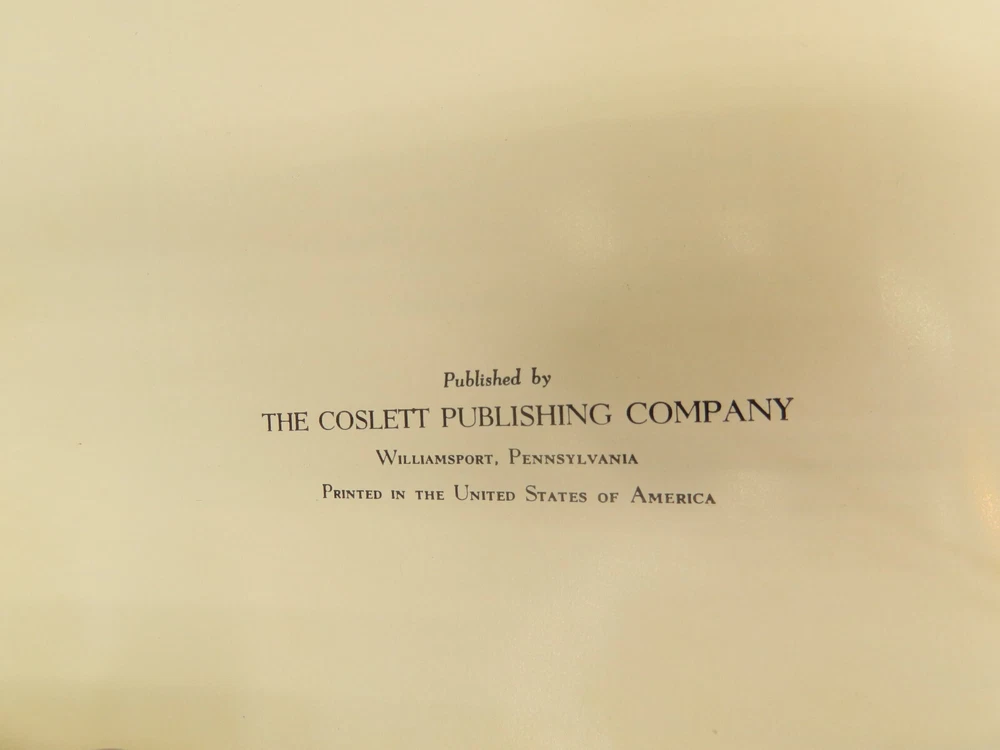 Published by
THE COSLETT PUBLISHING COMPANY
Williamsport, Pennsylvania
Printed in the United States of America